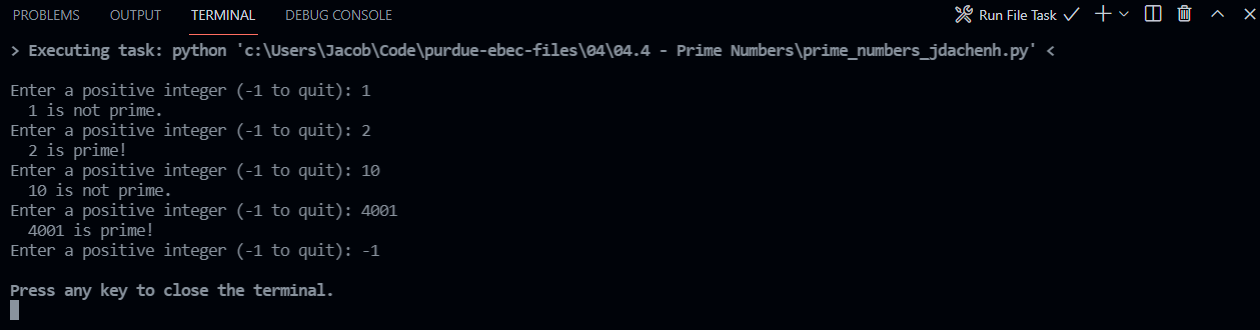 PROBLEMS OUTPUT TERMINAL DEBUG CONSOLE Run File Task
> Executing task: python 'c:\Users\Jacob\Code\purdue-ebec-files\04\04.4 - Prime Numbers\prime_numbers_jdachenh.py' <
Enter a positive integer (-1 to quit): 1
  1 is not prime.
Enter a positive integer (-1 to quit): 2
  2 is prime!
Enter a positive integer (-1 to quit): 10
  10 is not prime.
Enter a positive integer (-1 to quit): 4001
  4001 is prime!
Enter a positive integer (-1 to quit): -1
Press any key to close the terminal.